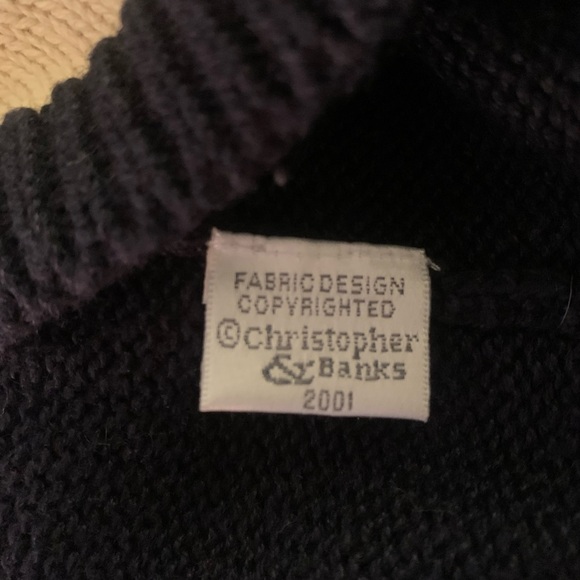 FABRIC DESIGN
COPYRIGHTED
©Christopher
& Banks
2001